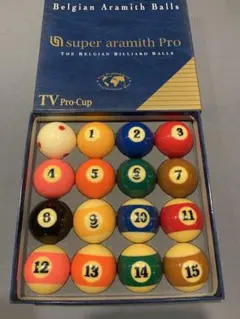 Belgian Aramith Balls
super aramith Pro
THE BELGIAN BILLIARD BALLS
TV Pro-Cup
1 2 3
4 5 6 7
8 9 10 11
12 13 14 15